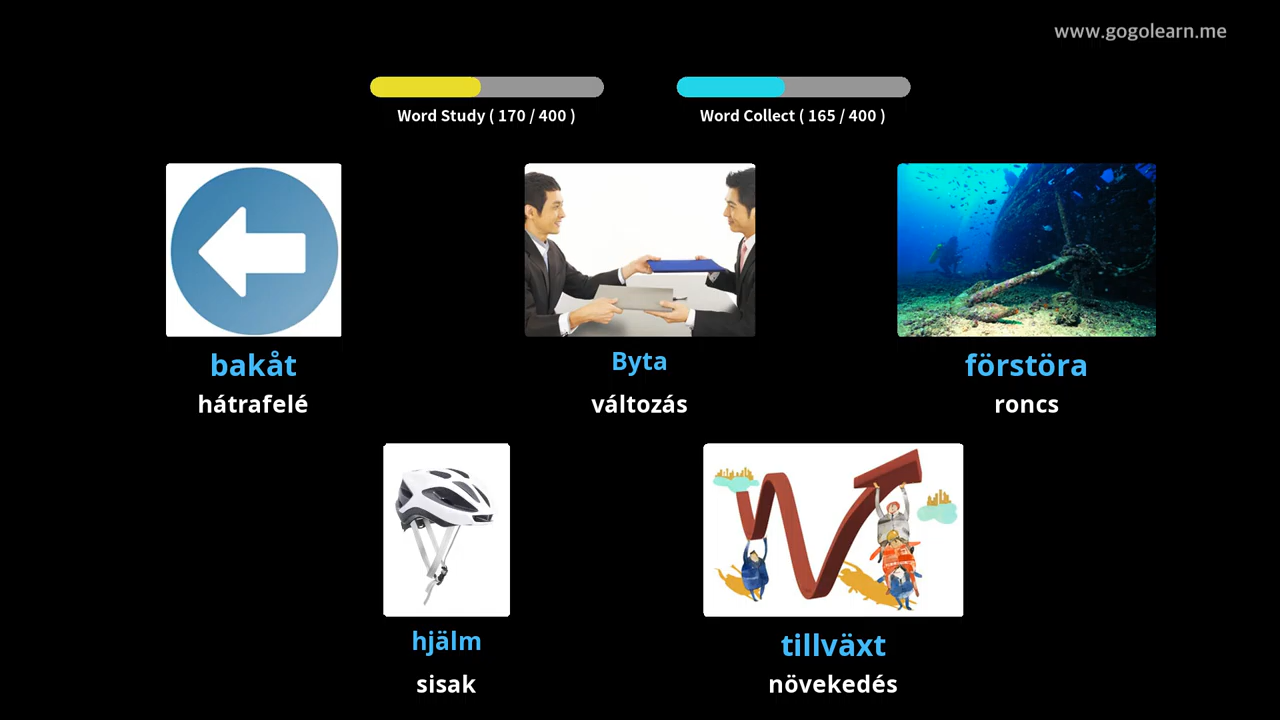 www.gogolearn.me
Word Study ( 170 / 400 )
Word Collect ( 165 / 400 )
bakåt
hátrafelé
Byta
változás
förstöra
roncs
hjälm
sisak
tillväxt
növekedés